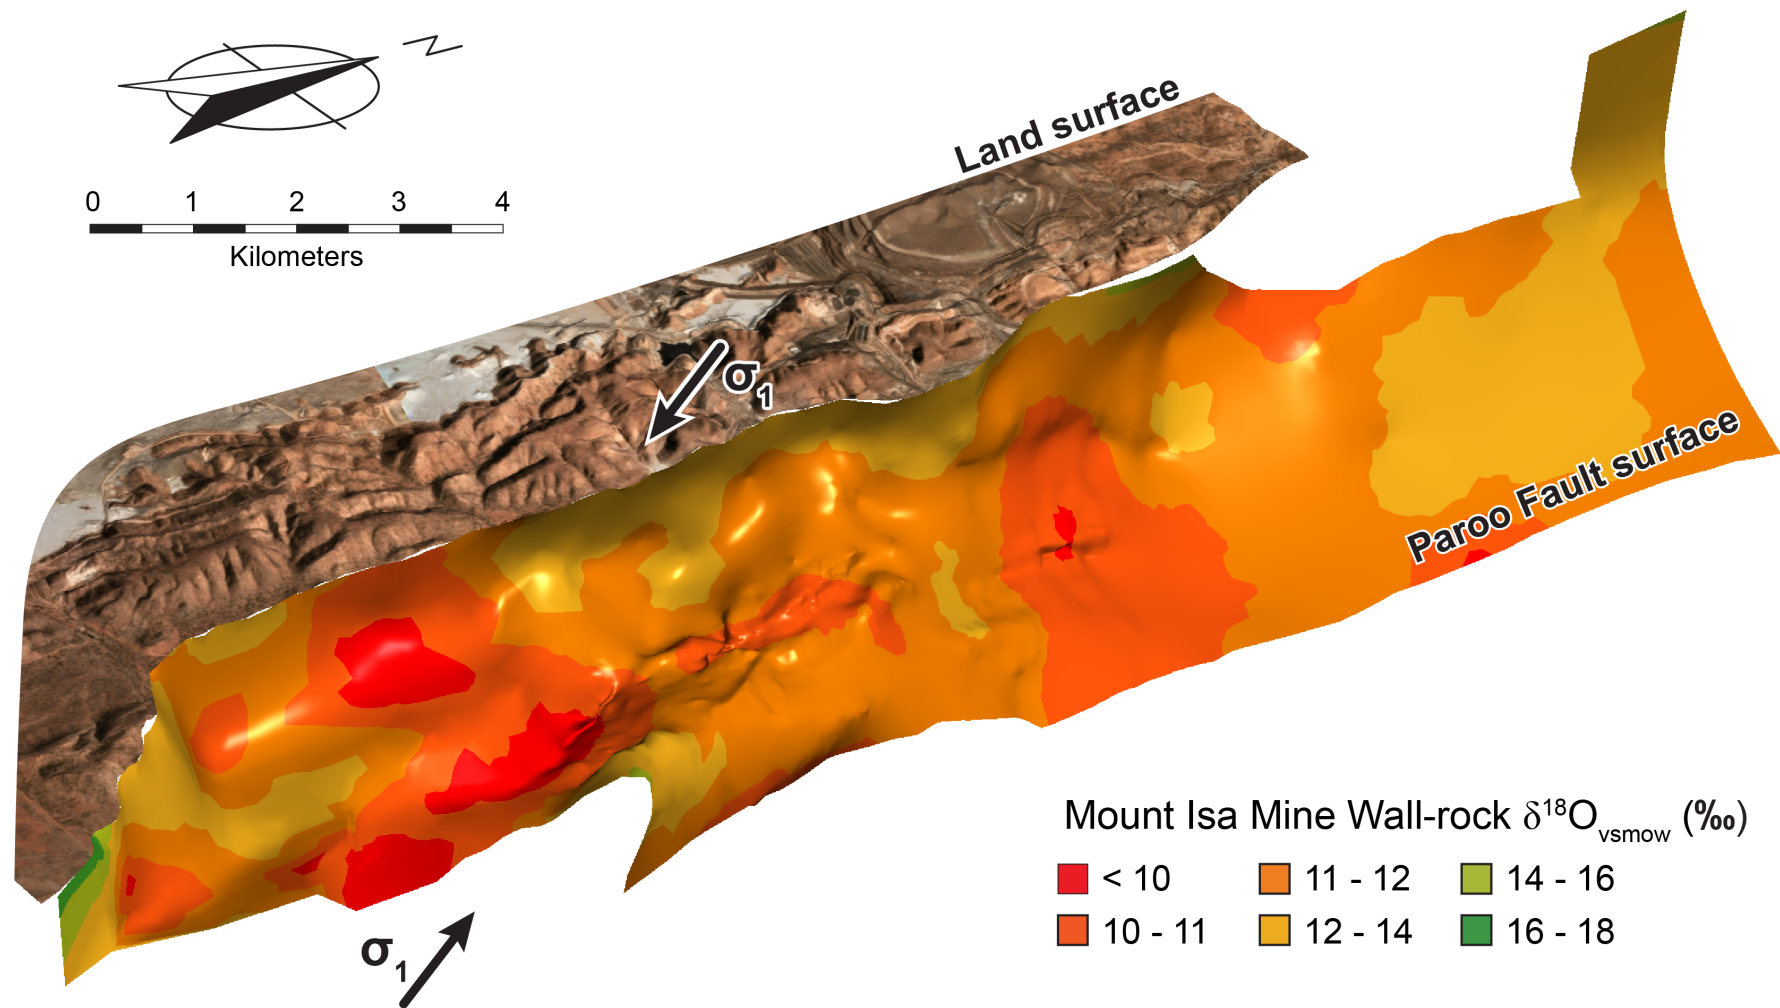 N
Land surface
0 1 2 3 4
Kilometers
σ1
Paroo Fault surface
Mount Isa Mine Wall-rock δ18Ovsmow (‰)
< 10 11 - 12 14 - 16
10 - 11 12 - 14 16 - 18
σ1